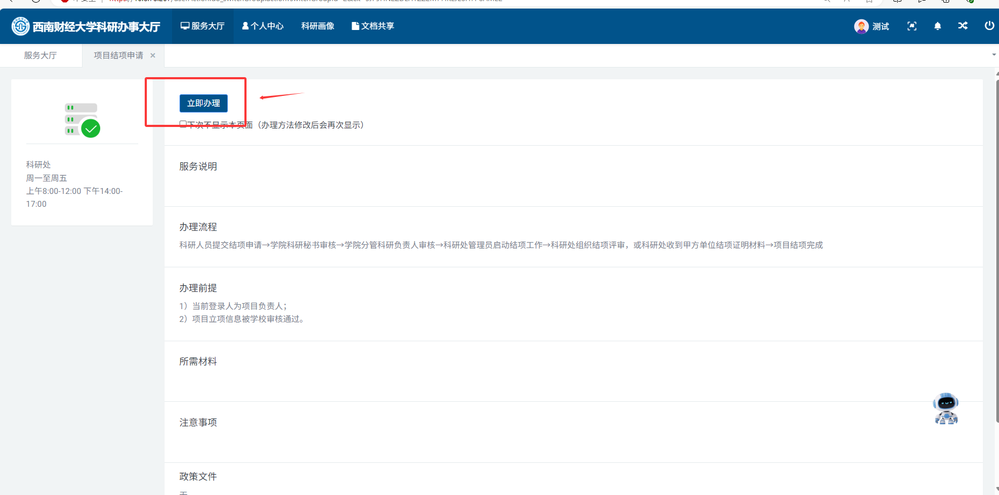 西南财经大学科研办事大厅
服务大厅
个人中心
科研画像
文档共享
测试
服务大厅
项目结项申请 ×
立即办理
下次不显示本页面（办理方法修改后会再次显示）
科研处
周一至周五
上午8:00-12:00 下午14:00-
17:00
服务说明
办理流程
科研人员提交结项申请→学院科研秘书审核→学院分管科研负责人审核→科研处管理员启动结项工作→科研处组织结项评审，或科研处收到甲方单位结项证明材料→项目结项完成
办理前提
1）当前登录人为项目负责人；
2）项目立项信息被学校审核通过。
所需材料
注意事项
政策文件